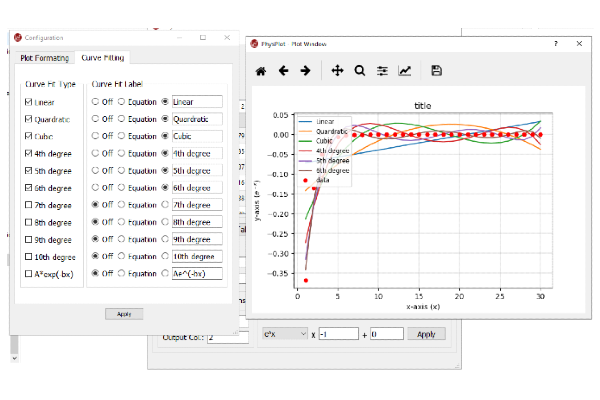 Configuration
Plot Formating
Curve Fitting
Curve Fit Type
Curve Fit Label
Linear
Off
Equation
Linear
Quadratic
Off
Equation
Quadratic
Cubic
Off
Equation
Cubic
4th degree
Off
Equation
4th degree
5th degree
Off
Equation
5th degree
6th degree
Off
Equation
6th degree
7th degree
Off
Equation
7th degree
8th degree
Off
Equation
8th degree
9th degree
Off
Equation
9th degree
10th degree
Off
Equation
10th degree
A*exp(-bx)
Off
Equation
Ae^(-bx)
Apply
PhysPlot - Plot Window
?
title
0.05
0.00
−0.05
−0.10
−0.15
−0.20
−0.25
−0.30
−0.35
y-axis (e⁻ˣ)
Linear
Quadratic
Cubic
4th degree
5th degree
6th degree
data
0 5 10 15 20 25 30
x-axis (x)
Output Col.: 2
e^x
x -1 + 0
Apply